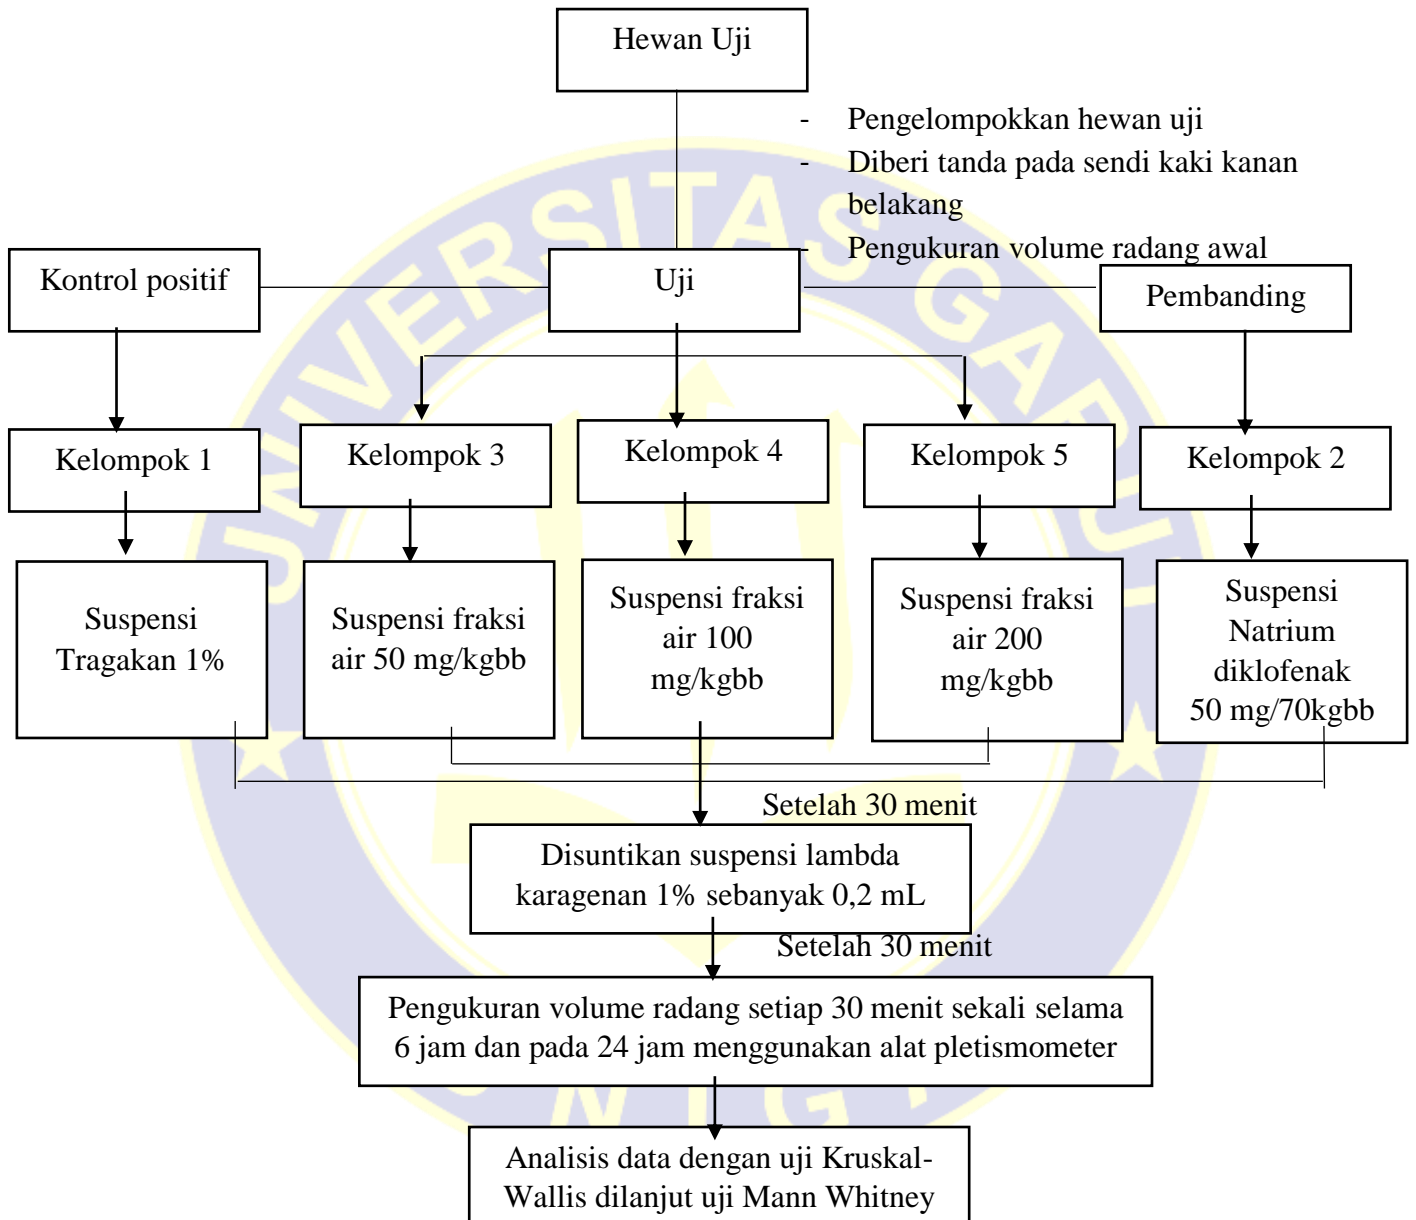 Hewan Uji
- Pengelompokkan hewan uji
- Diberi tanda pada sendi kaki kanan
belakang
- Pengukuran volume radang awal
Kontrol positif
Uji
Pembanding
Kelompok 1
Kelompok 3
Kelompok 4
Kelompok 5
Kelompok 2
Suspensi
Tragakan 1%
Suspensi fraksi
air 50 mg/kgbb
Suspensi fraksi
air 100
mg/kgbb
Suspensi fraksi
air 200
mg/kgbb
Suspensi
Natrium
diklofenak
50 mg/70kgbb
Setelah 30 menit
Disuntikan suspensi lambda
karagenan 1% sebanyak 0,2 mL
Setelah 30 menit
Pengukuran volume radang setiap 30 menit sekali selama
6 jam dan pada 24 jam menggunakan alat pletismometer
Analisis data dengan uji Kruskal-
Wallis dilanjut uji Mann Whitney
UNIVERSITAS GARUT